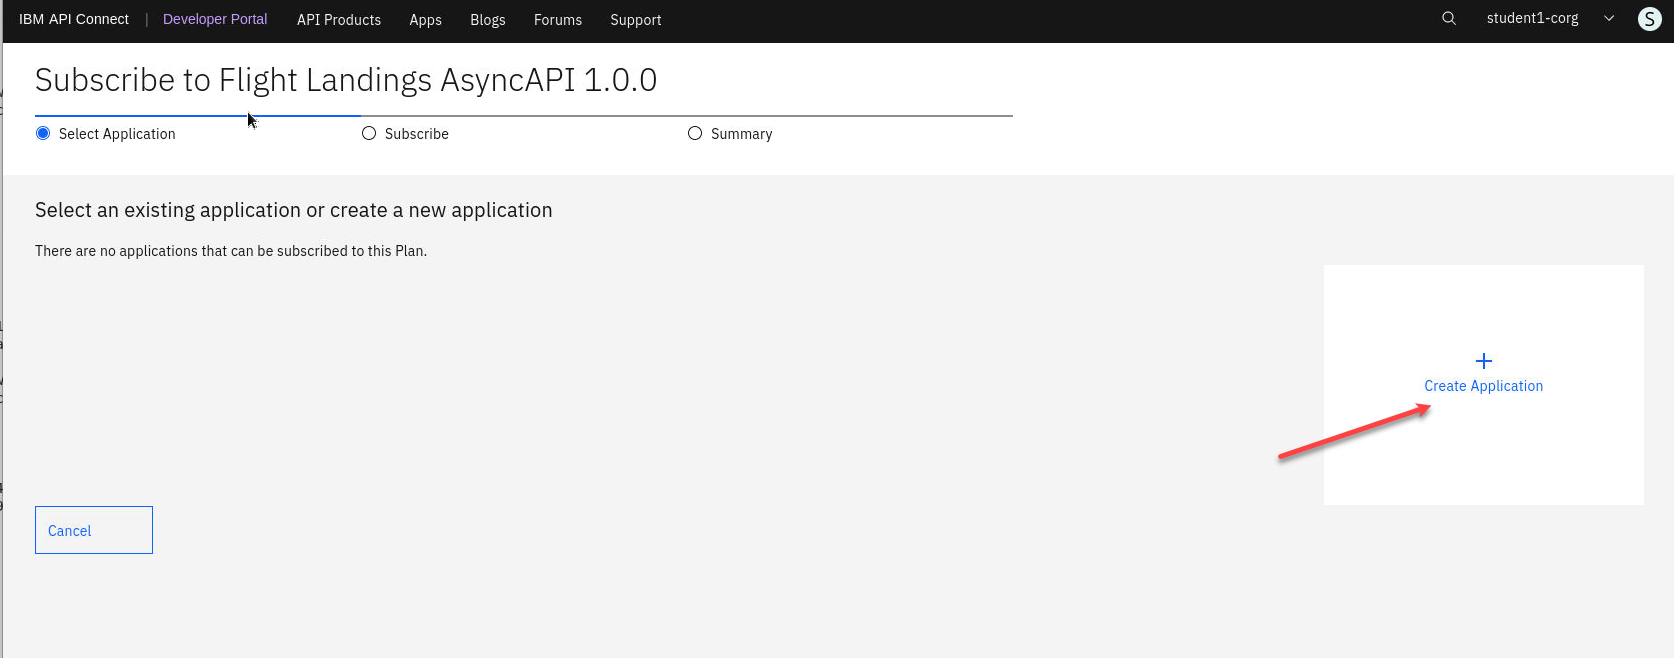 IBM API Connect | Developer Portal API Products Apps Blogs Forums Support student1-corg S
Subscribe to Flight Landings AsyncAPI 1.0.0
Select Application Subscribe Summary
Select an existing application or create a new application
There are no applications that can be subscribed to this Plan.
Create Application
Cancel